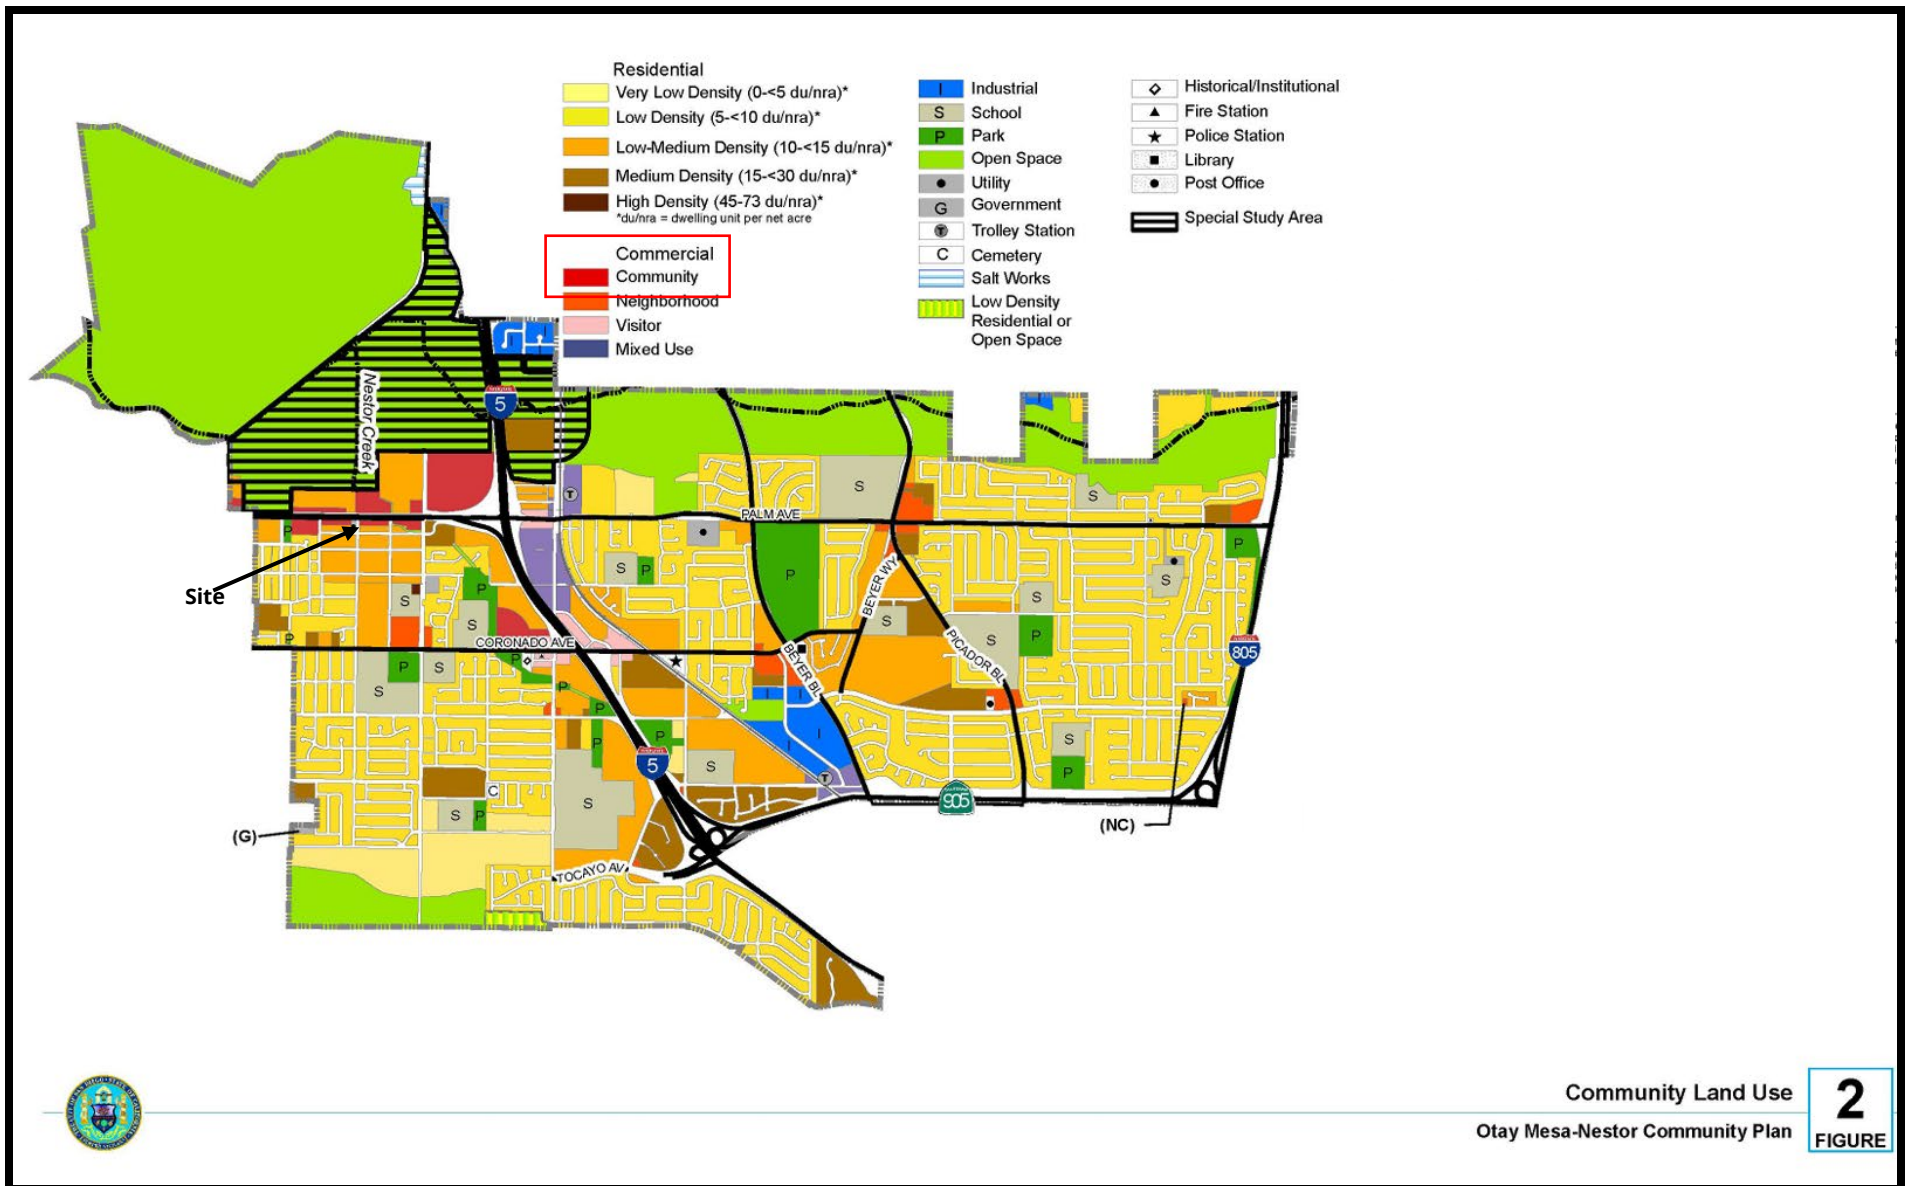 Residential
Very Low Density (0-<5 du/nra)*
Low Density (5-<10 du/nra)*
Low-Medium Density (10-<15 du/nra)*
Medium Density (15-<30 du/nra)*
High Density (45-73 du/nra)*
*du/nra = dwelling unit per net acre
Commercial
Community
Neighborhood
Visitor
Mixed Use
I Industrial
S School
P Park
Open Space
Utility
G Government
T Trolley Station
C Cemetery
Salt Works
Low Density
Residential or
Open Space
Historical/Institutional
Fire Station
Police Station
Library
Post Office
Special Study Area
Nestor Creek
5
T
S
S
P
PALM AVE
P
Site
S
P
P
S
P
S
S
BEYER WY
S
S
P
S
P
S
PICADOR BL
P
CORONADO AVE
P
BEYER BL
805
P
S
S
P
P
I
I
P
P
I
I
S
5
S
T
P
C
S
P
S
905
(G)
(NC)
TOCAYO AV
Community Land Use
Otay Mesa-Nestor Community Plan
2
FIGURE